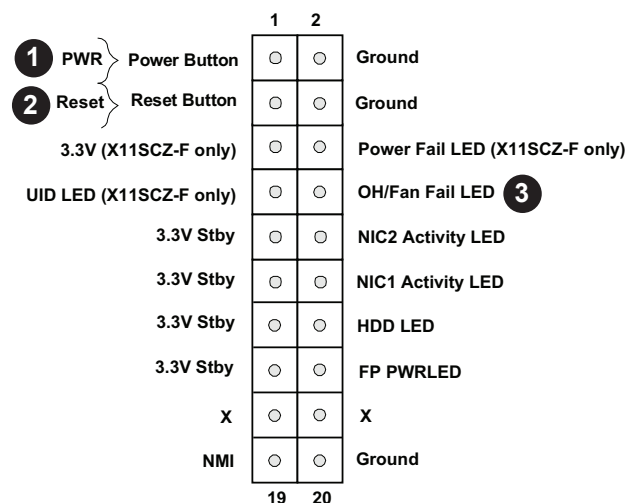 1 2
1 PWR Power Button Ground
2 Reset Reset Button Ground
3.3V (X11SCZ-F only) Power Fail LED (X11SCZ-F only)
UID LED (X11SCZ-F only) OH/Fan Fail LED 3
3.3V Stby NIC2 Activity LED
3.3V Stby NIC1 Activity LED
3.3V Stby HDD LED
3.3V Stby FP PWRLED
X X
NMI Ground
19 20